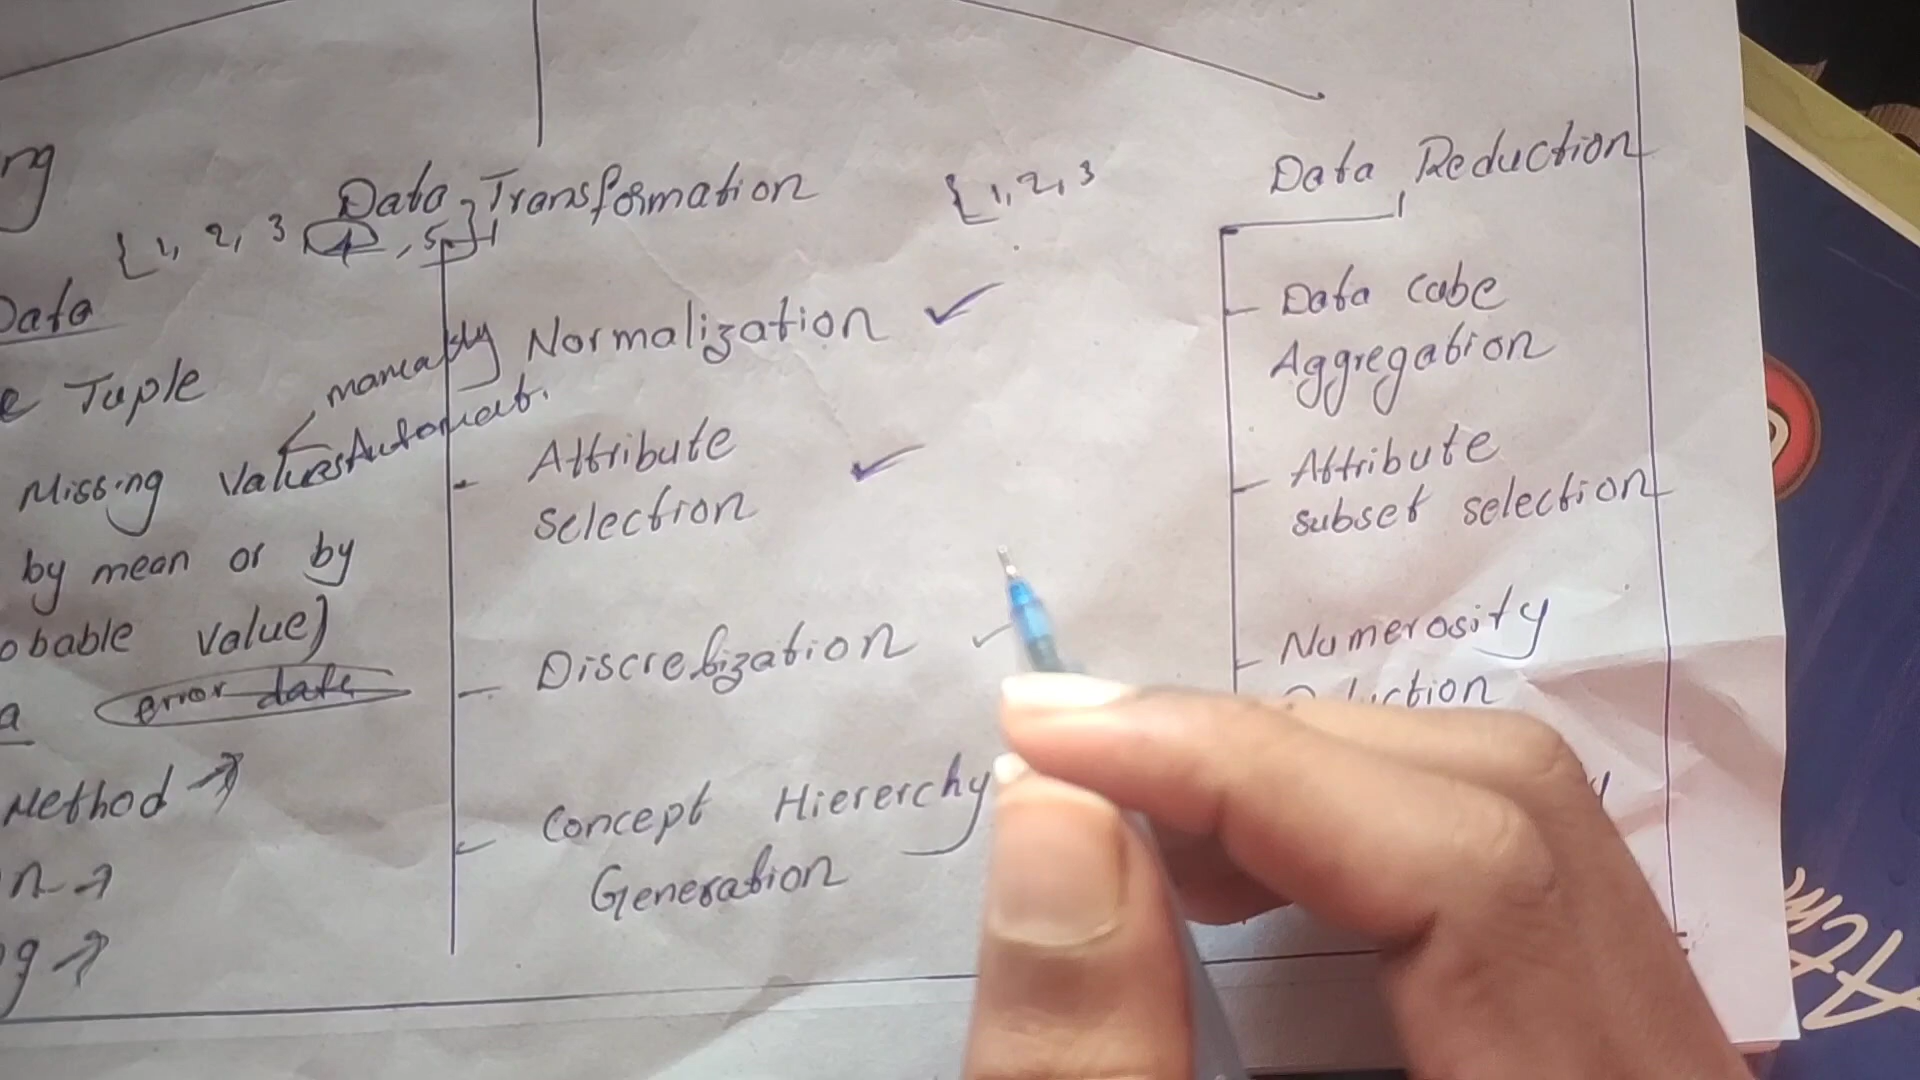 ng
Data
e Tuple
Missing Values
by mean or by
obable value)
a error data
Method →
n →
g →
manually
Automat.
Data Transformation
{1, 2, 3 4, 5}
Normalization ✓
Attribute ✓
selection
Discretization ✓
Concept Hiererchy
Generation
{1, 2, 3
Data Reduction
Data cube
Aggregation
Attribute
subset selection
Numerosity
ction
y